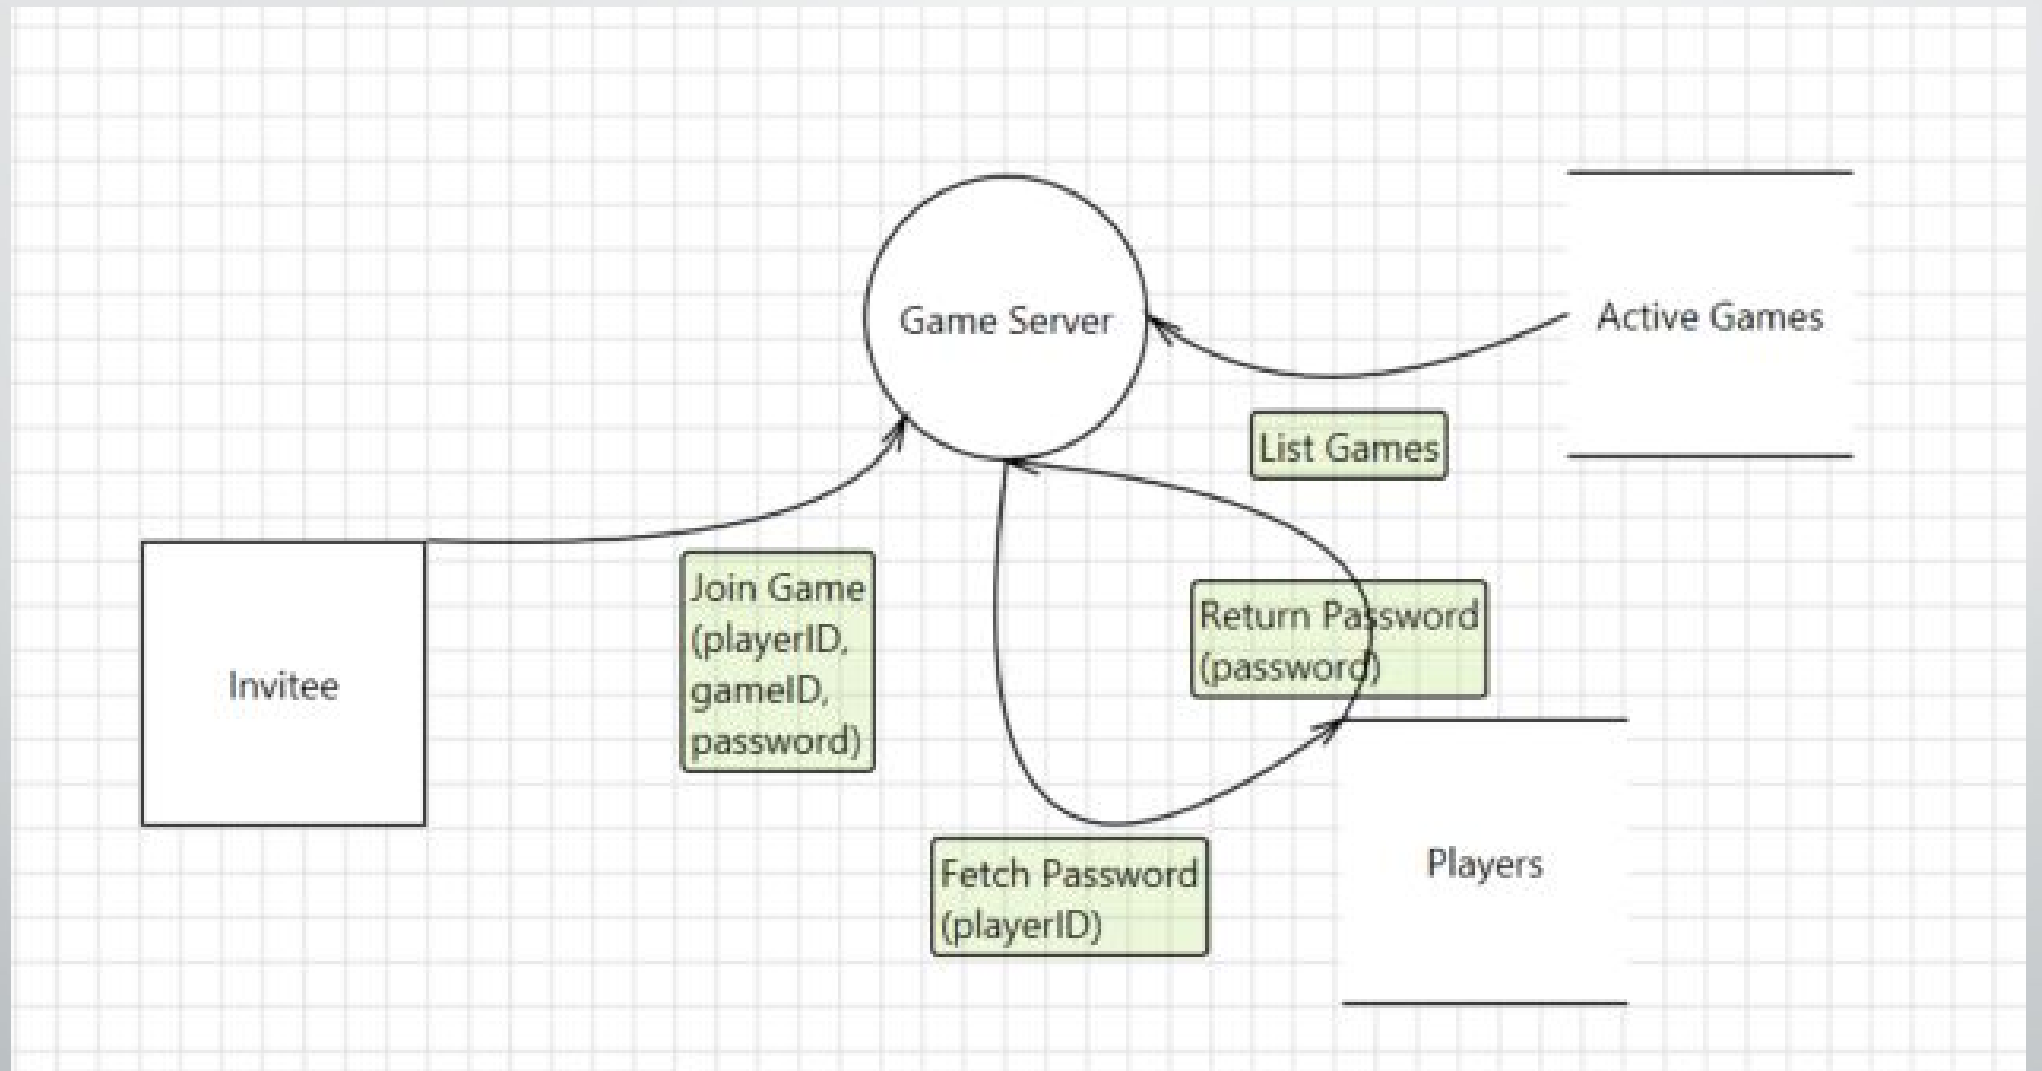 Game Server
Active Games
List Games
Join Game
(playerID,
gameID,
password)
Return Password
(password)
Invitee
Players
Fetch Password
(playerID)